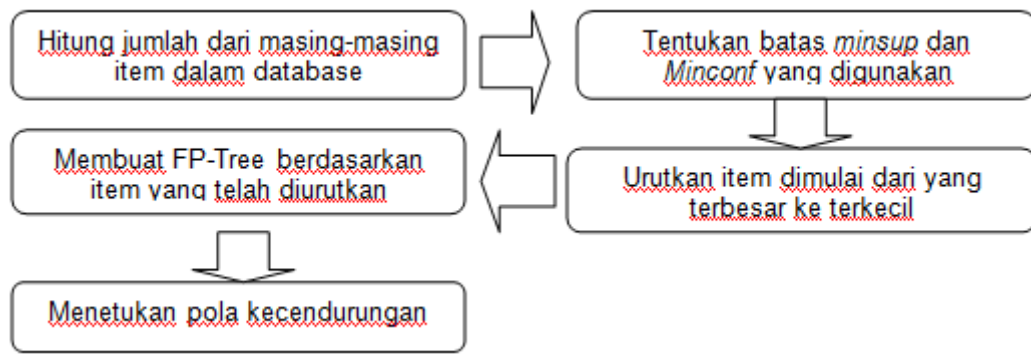 Hitung jumlah dari masing-masing
item dalam database
Tentukan batas minsup dan
Minconf yang digunakan
Urutkan item dimulai dari yang
terbesar ke terkecil
Membuat FP-Tree berdasarkan
item yang telah diurutkan
Menetukan pola kecendurungan